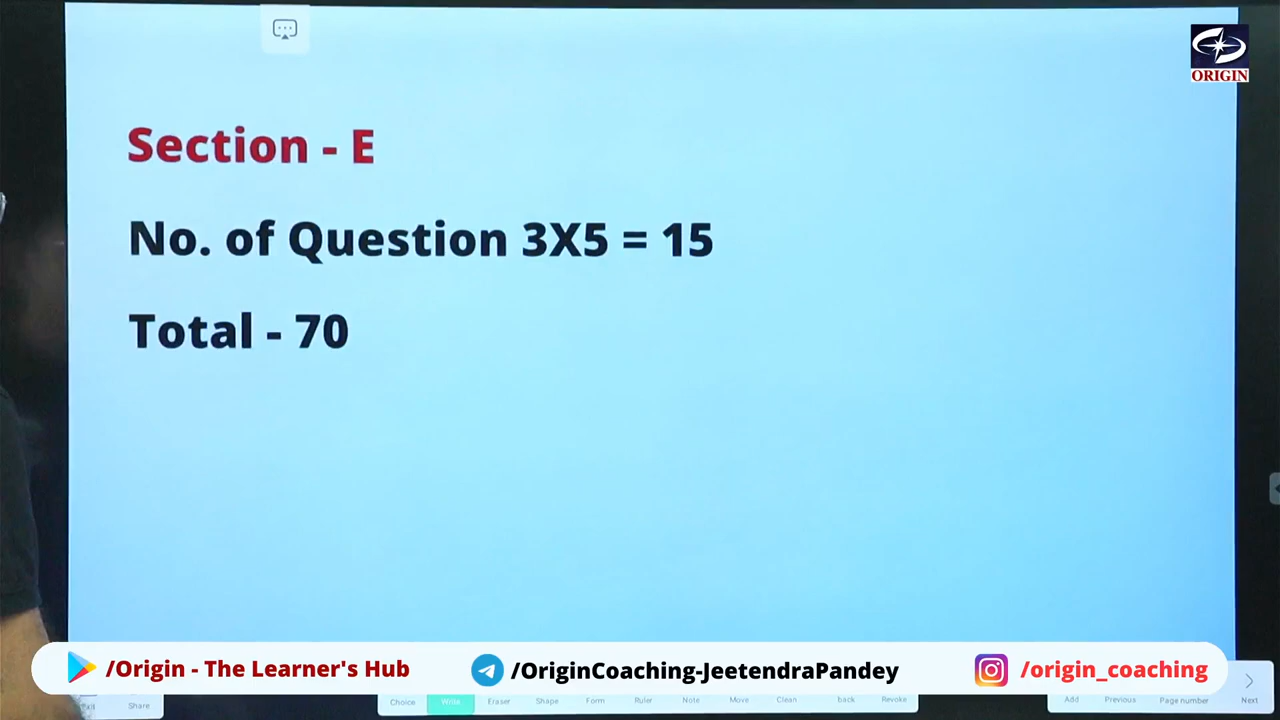 ORIGIN
Section - E
No. of Question 3X5 = 15
Total - 70
/Origin - The Learner's Hub
/OriginCoaching-JeetendraPandey
/origin_coaching
Share
Choice
Write
Eraser
Shape
Form
Ruler
Note
Move
Clean
back
Revoke
Add
Previous
Page number
Next